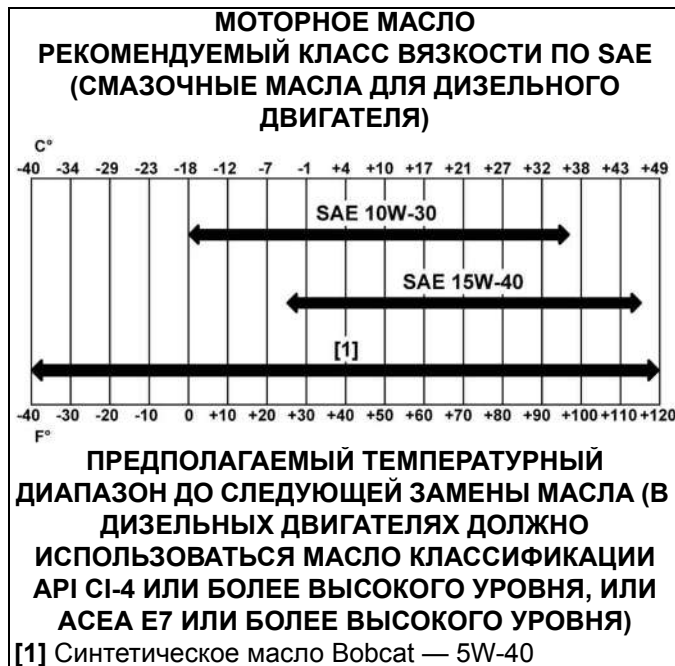 МОТОРНОЕ МАСЛО
РЕКОМЕНДУЕМЫЙ КЛАСС ВЯЗКОСТИ ПО SAE
(СМАЗОЧНЫЕ МАСЛА ДЛЯ ДИЗЕЛЬНОГО
ДВИГАТЕЛЯ)
C°
-40 -34 -29 -23 -18 -12 -7 -1 +4 +10 +17 +21 +27 +32 +38 +43 +49
SAE 10W-30
SAE 15W-40
[1]
-40 -30 -20 -10 0 +10 +20 +30 +40 +50 +60 +70 +80 +90 +100 +110 +120
F°
ПРЕДПОЛАГАЕМЫЙ ТЕМПЕРАТУРНЫЙ
ДИАПАЗОН ДО СЛЕДУЮЩЕЙ ЗАМЕНЫ МАСЛА (В
ДИЗЕЛЬНЫХ ДВИГАТЕЛЯХ ДОЛЖНО
ИСПОЛЬЗОВАТЬСЯ МАСЛО КЛАССИФИКАЦИИ
API CI-4 ИЛИ БОЛЕЕ ВЫСОКОГО УРОВНЯ, ИЛИ
ACEA E7 ИЛИ БОЛЕЕ ВЫСОКОГО УРОВНЯ)
[1] Синтетическое масло Bobcat — 5W-40